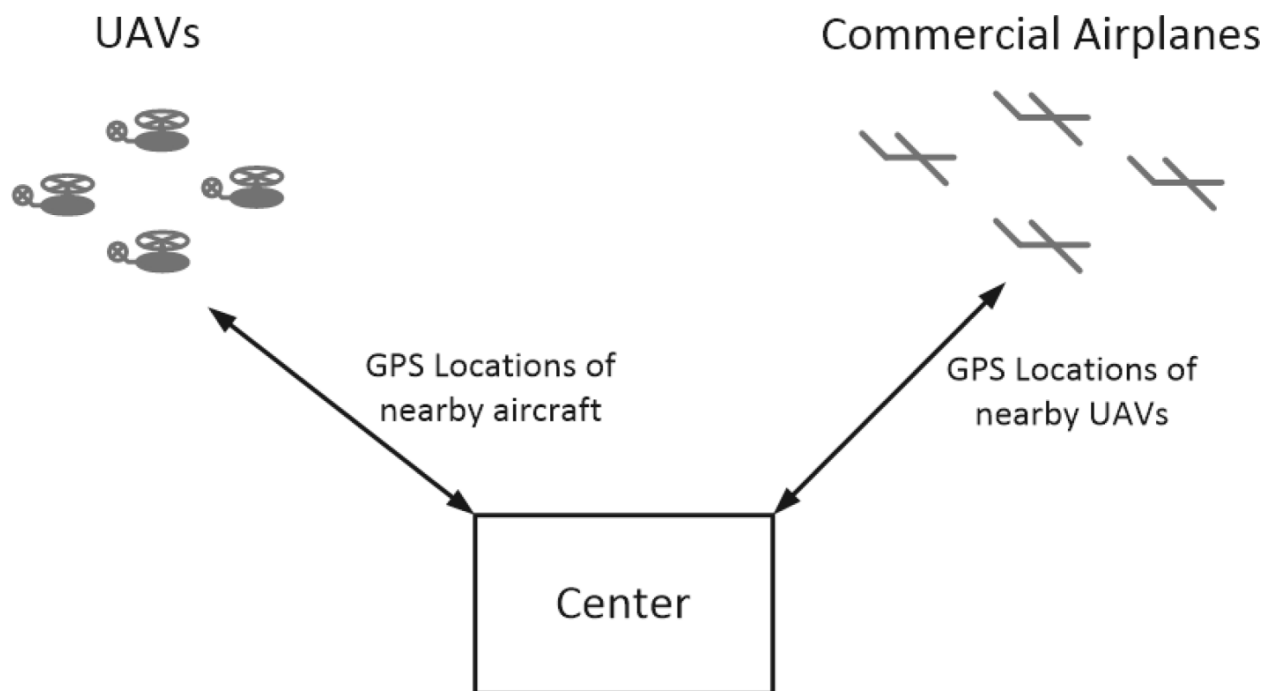 UAVs
Commercial Airplanes
GPS Locations of
nearby aircraft
GPS Locations of
nearby UAVs
Center